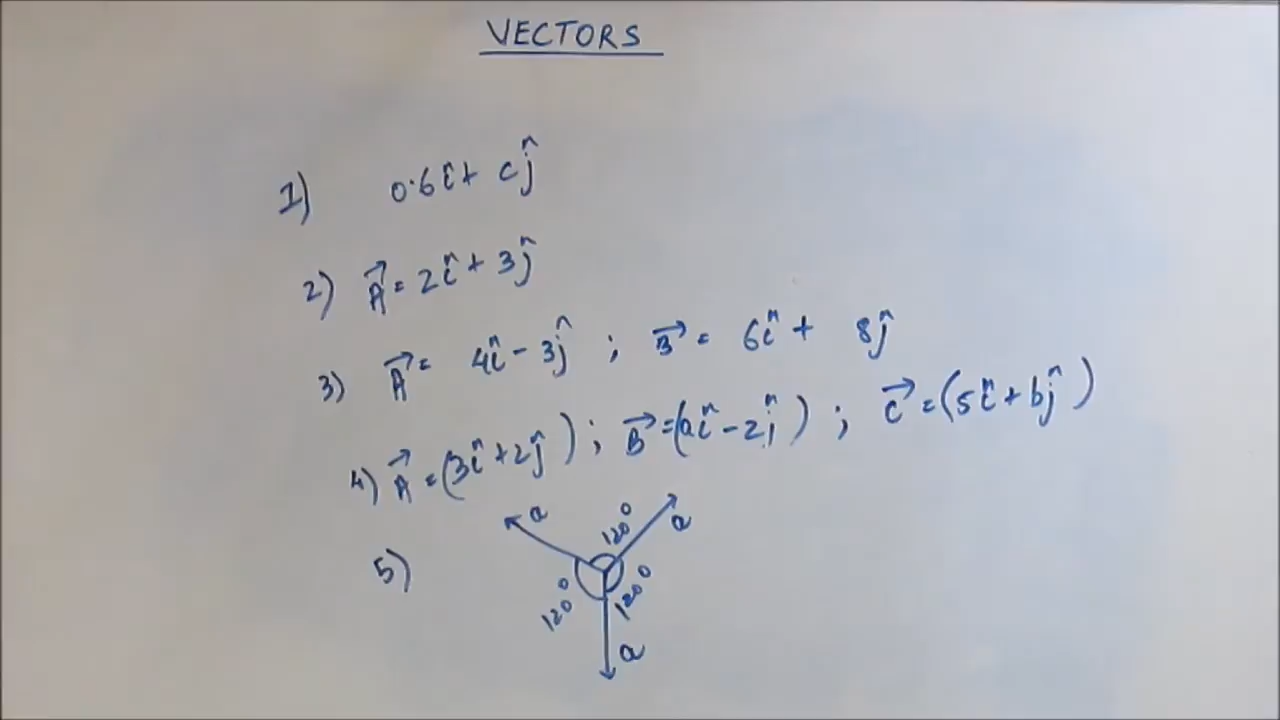 VECTORS
1) 0.6î + cĵ
2) A⃗ = 2î + 3ĵ
3) A⃗ = 4î - 3ĵ ; B⃗ = 6î + 8ĵ
4) A⃗ = (3î + 2ĵ) ; B⃗ = (aî - 2ĵ) ; C⃗ = (5î + bĵ)
5)
a
120°
a
120°
120°
a